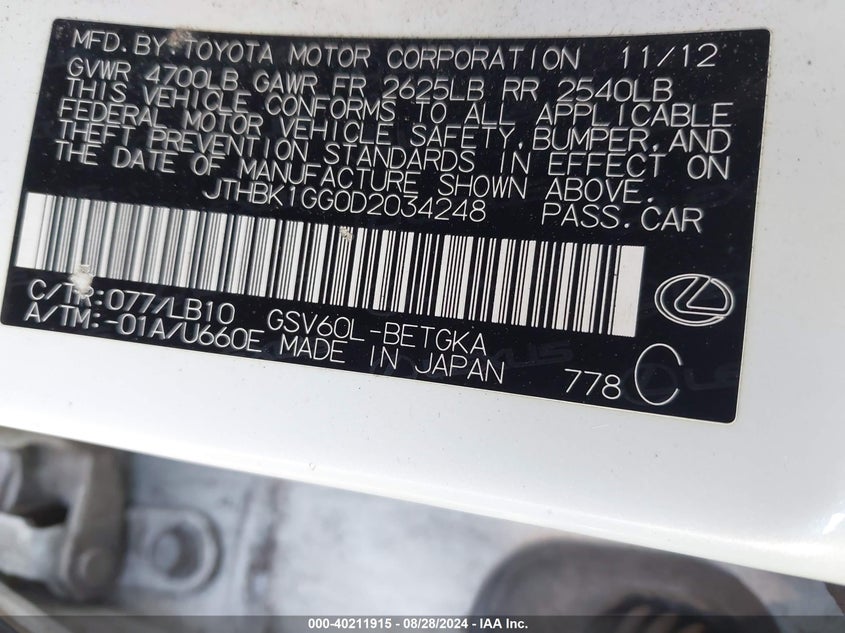 MFD.BY:TOYOTA MOTOR CORPORATION 11/12
GVWR 4700LB GAWR FR 2625LB RR 2540LB
THIS VEHICLE CONFORMS TO ALL APPLICABLE
FEDERAL MOTOR VEHICLE SAFETY,BUMPER,AND
THEFT PREVENTION STANDARDS IN EFFECT ON
THE DATE OF MANUFACTURE SHOWN ABOVE.
JTHBK1GG0D2034248 PASS.CAR
C/TR:077/LB10 GSV60L-BETGKA
A/TM:-01A/U660E MADE IN JAPAN 778 C
000-40211915 - 08/28/2024 - IAA Inc.